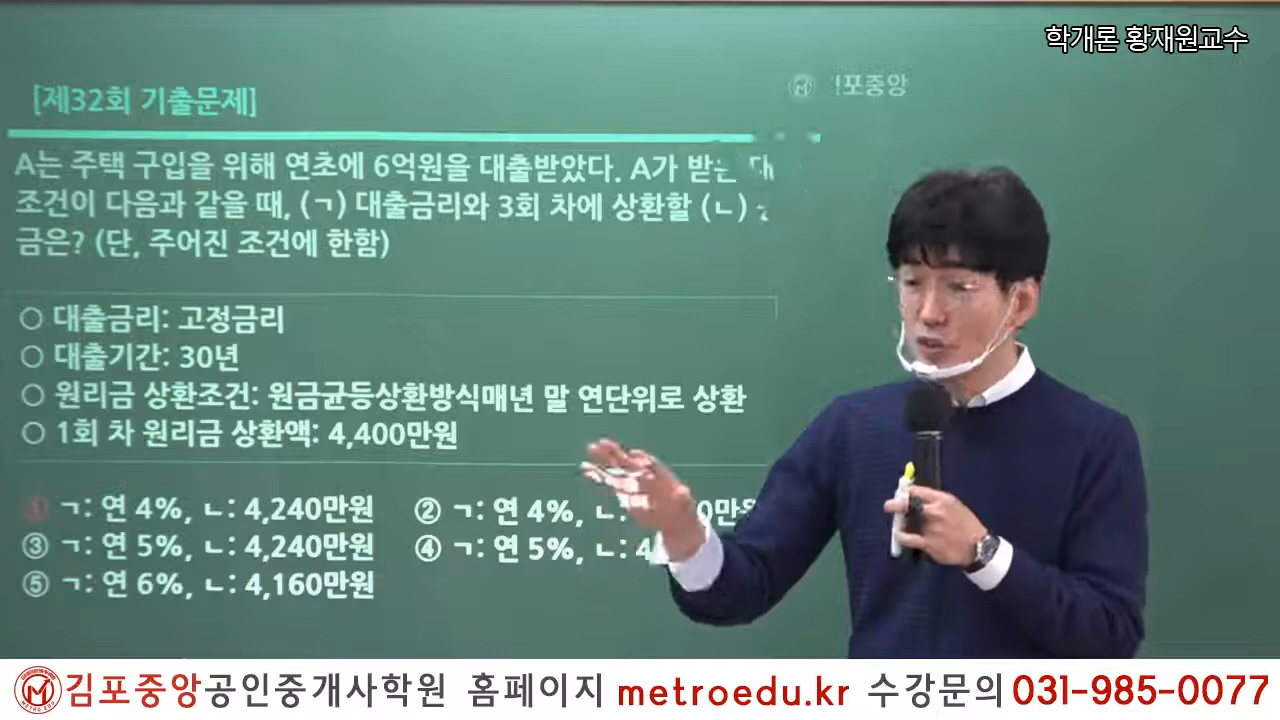 학개론 황재원교수
포중앙
[제32회 기출문제]
A는 주택 구입을 위해 연초에 6억원을 대출받았다. A가 받은
조건이 다음과 같을 때, (ㄱ) 대출금리와 3회 차에 상환할 (ㄴ)
금은? (단, 주어진 조건에 한함)
○ 대출금리: 고정금리
○ 대출기간: 30년
○ 원리금 상환조건: 원금균등상환방식매년 말 연단위로 상환
○ 1회 차 원리금 상환액: 4,400만원
① ㄱ: 연 4%, ㄴ: 4,240만원 ② ㄱ: 연 4%, ㄴ:
③ ㄱ: 연 5%, ㄴ: 4,240만원 ④ ㄱ: 연 5%, ㄴ:
⑤ ㄱ: 연 6%, ㄴ: 4,160만원
김포중앙공인중개사학원 홈페이지 metroedu.kr 수강문의 031-985-0077